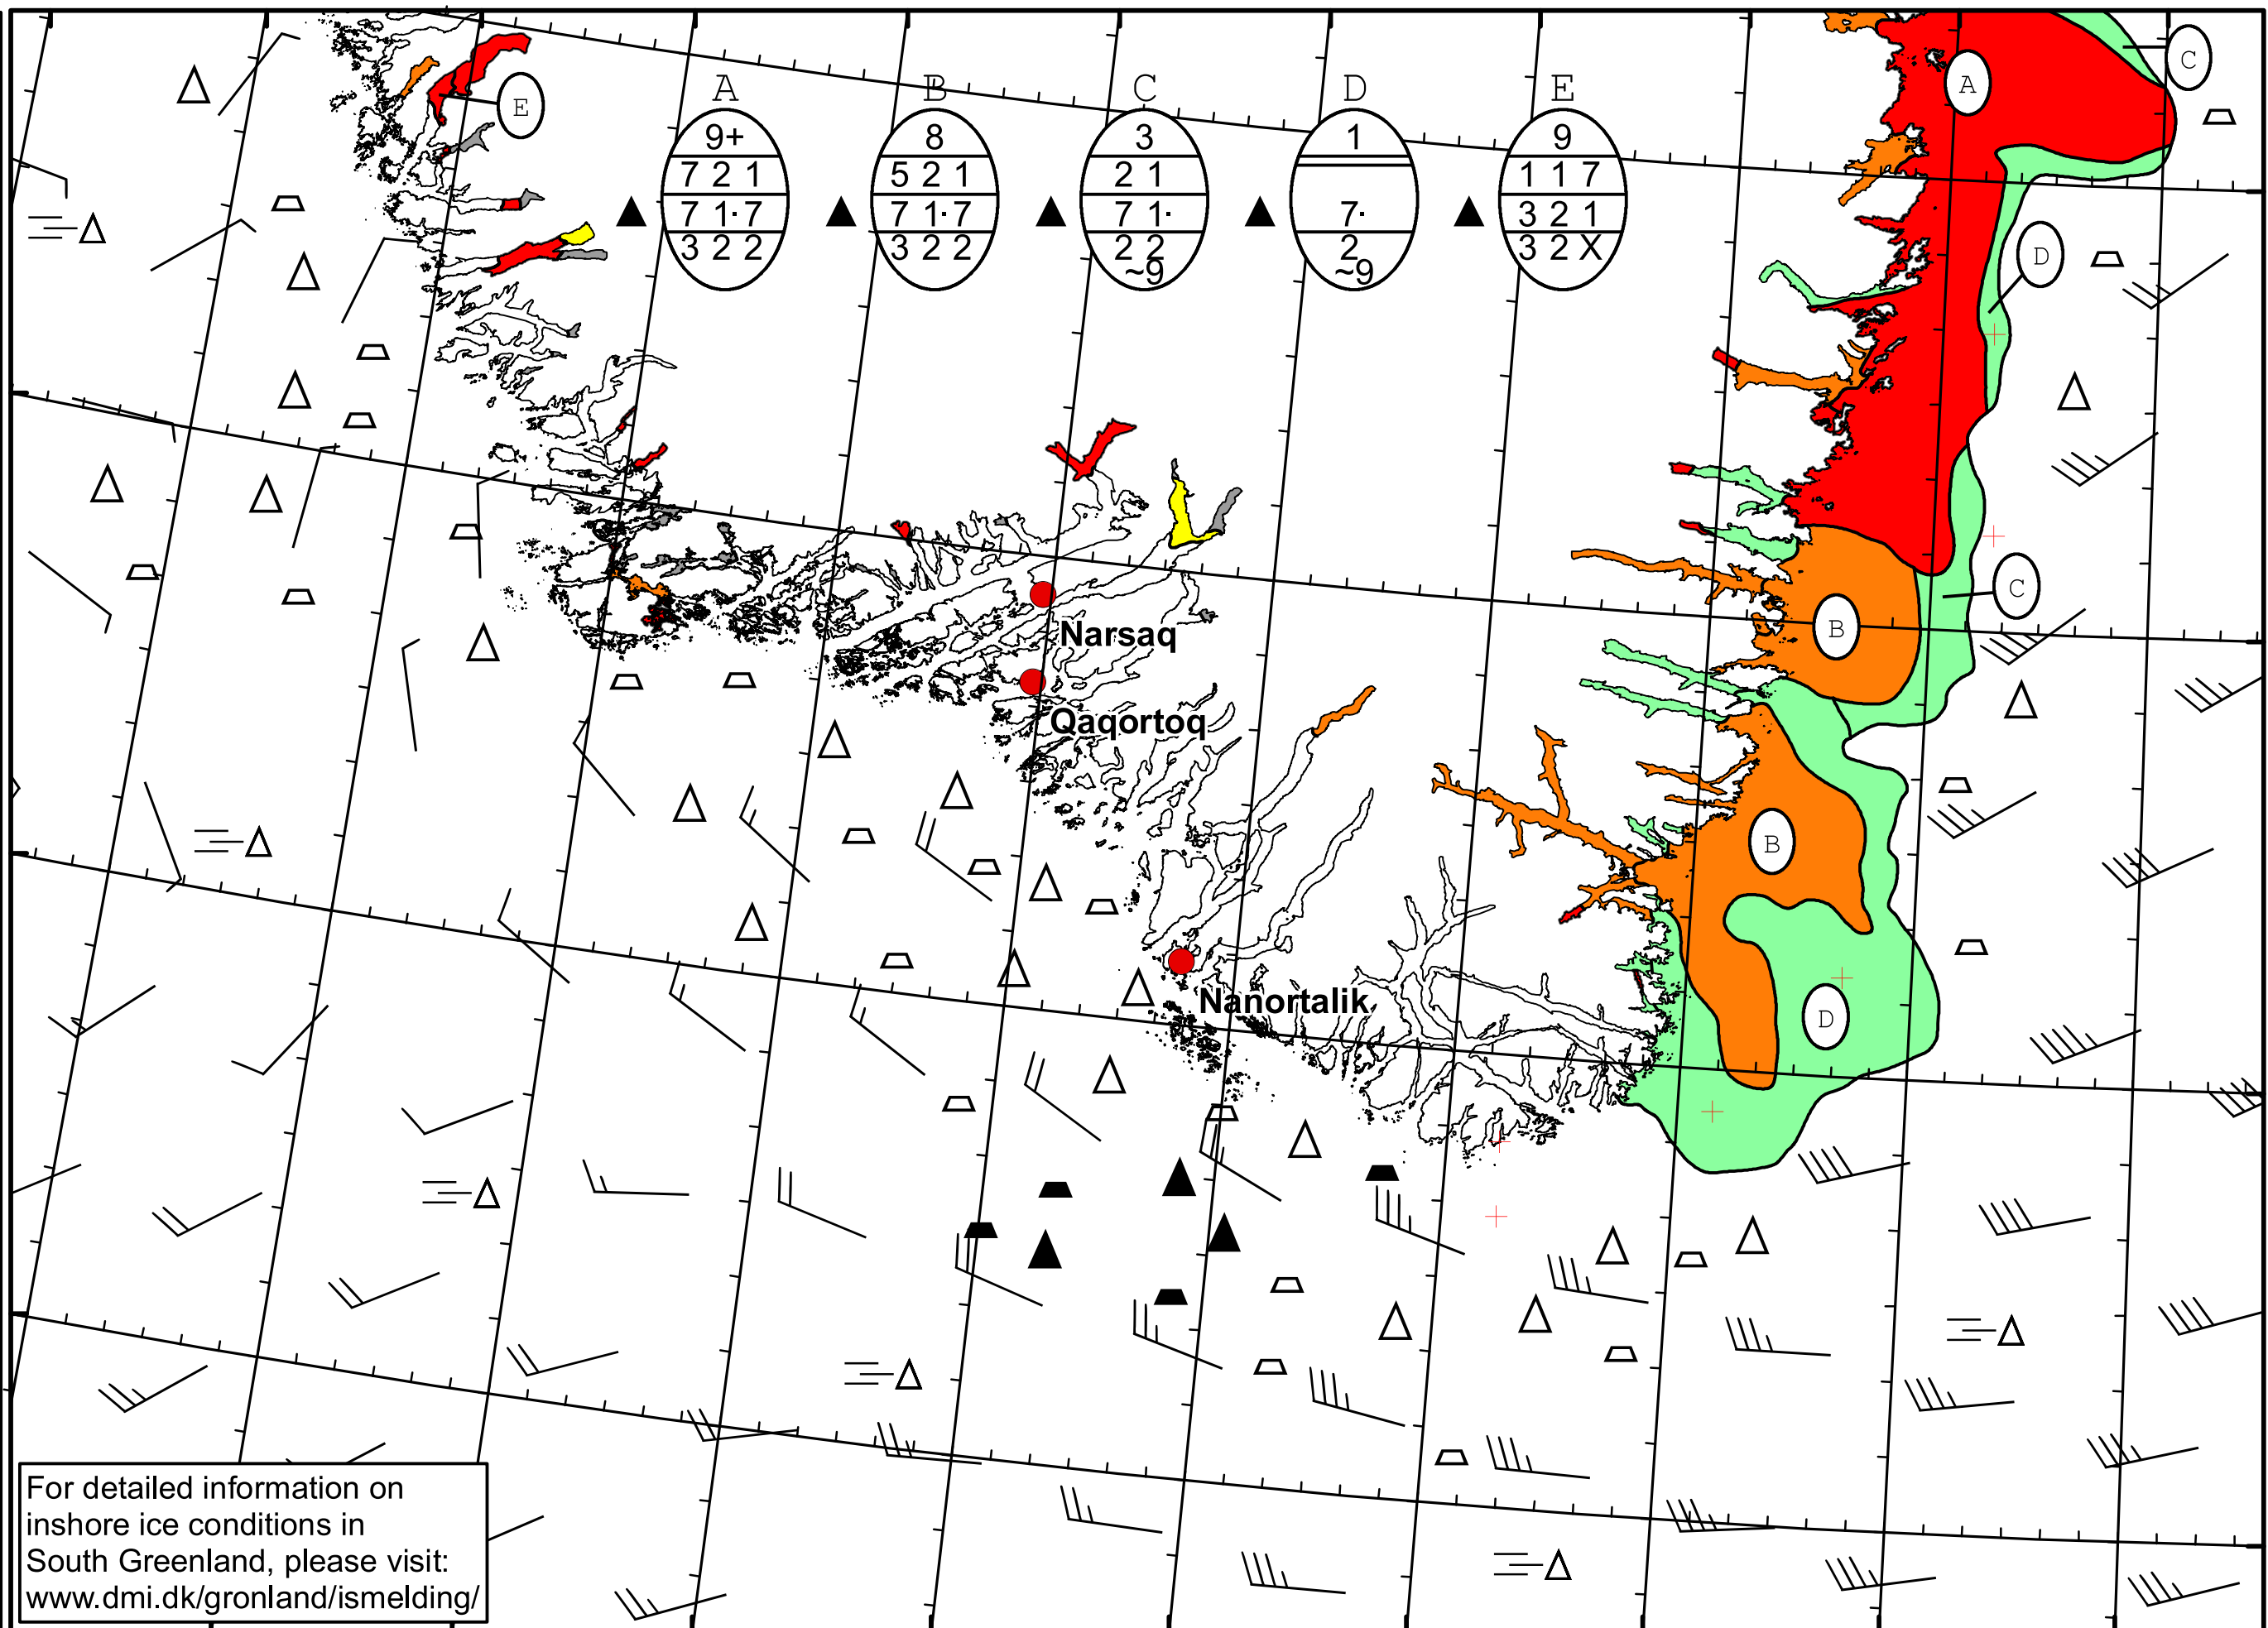 A B C D E
9+ 8 3 1 9
7 2 1 5 2 1 2 1 1 1 7
7 1· 7 7 1· 7 7 1· 7· 3 2 1
3 2 2 3 2 2 2 2 2 3 2 X
~9 ~9
E
A
C
D
C
B
B
D
Narsaq
Qaqortoq
Nanortalik
For detailed information on
inshore ice conditions in
South Greenland, please visit:
www.dmi.dk/gronland/ismelding/